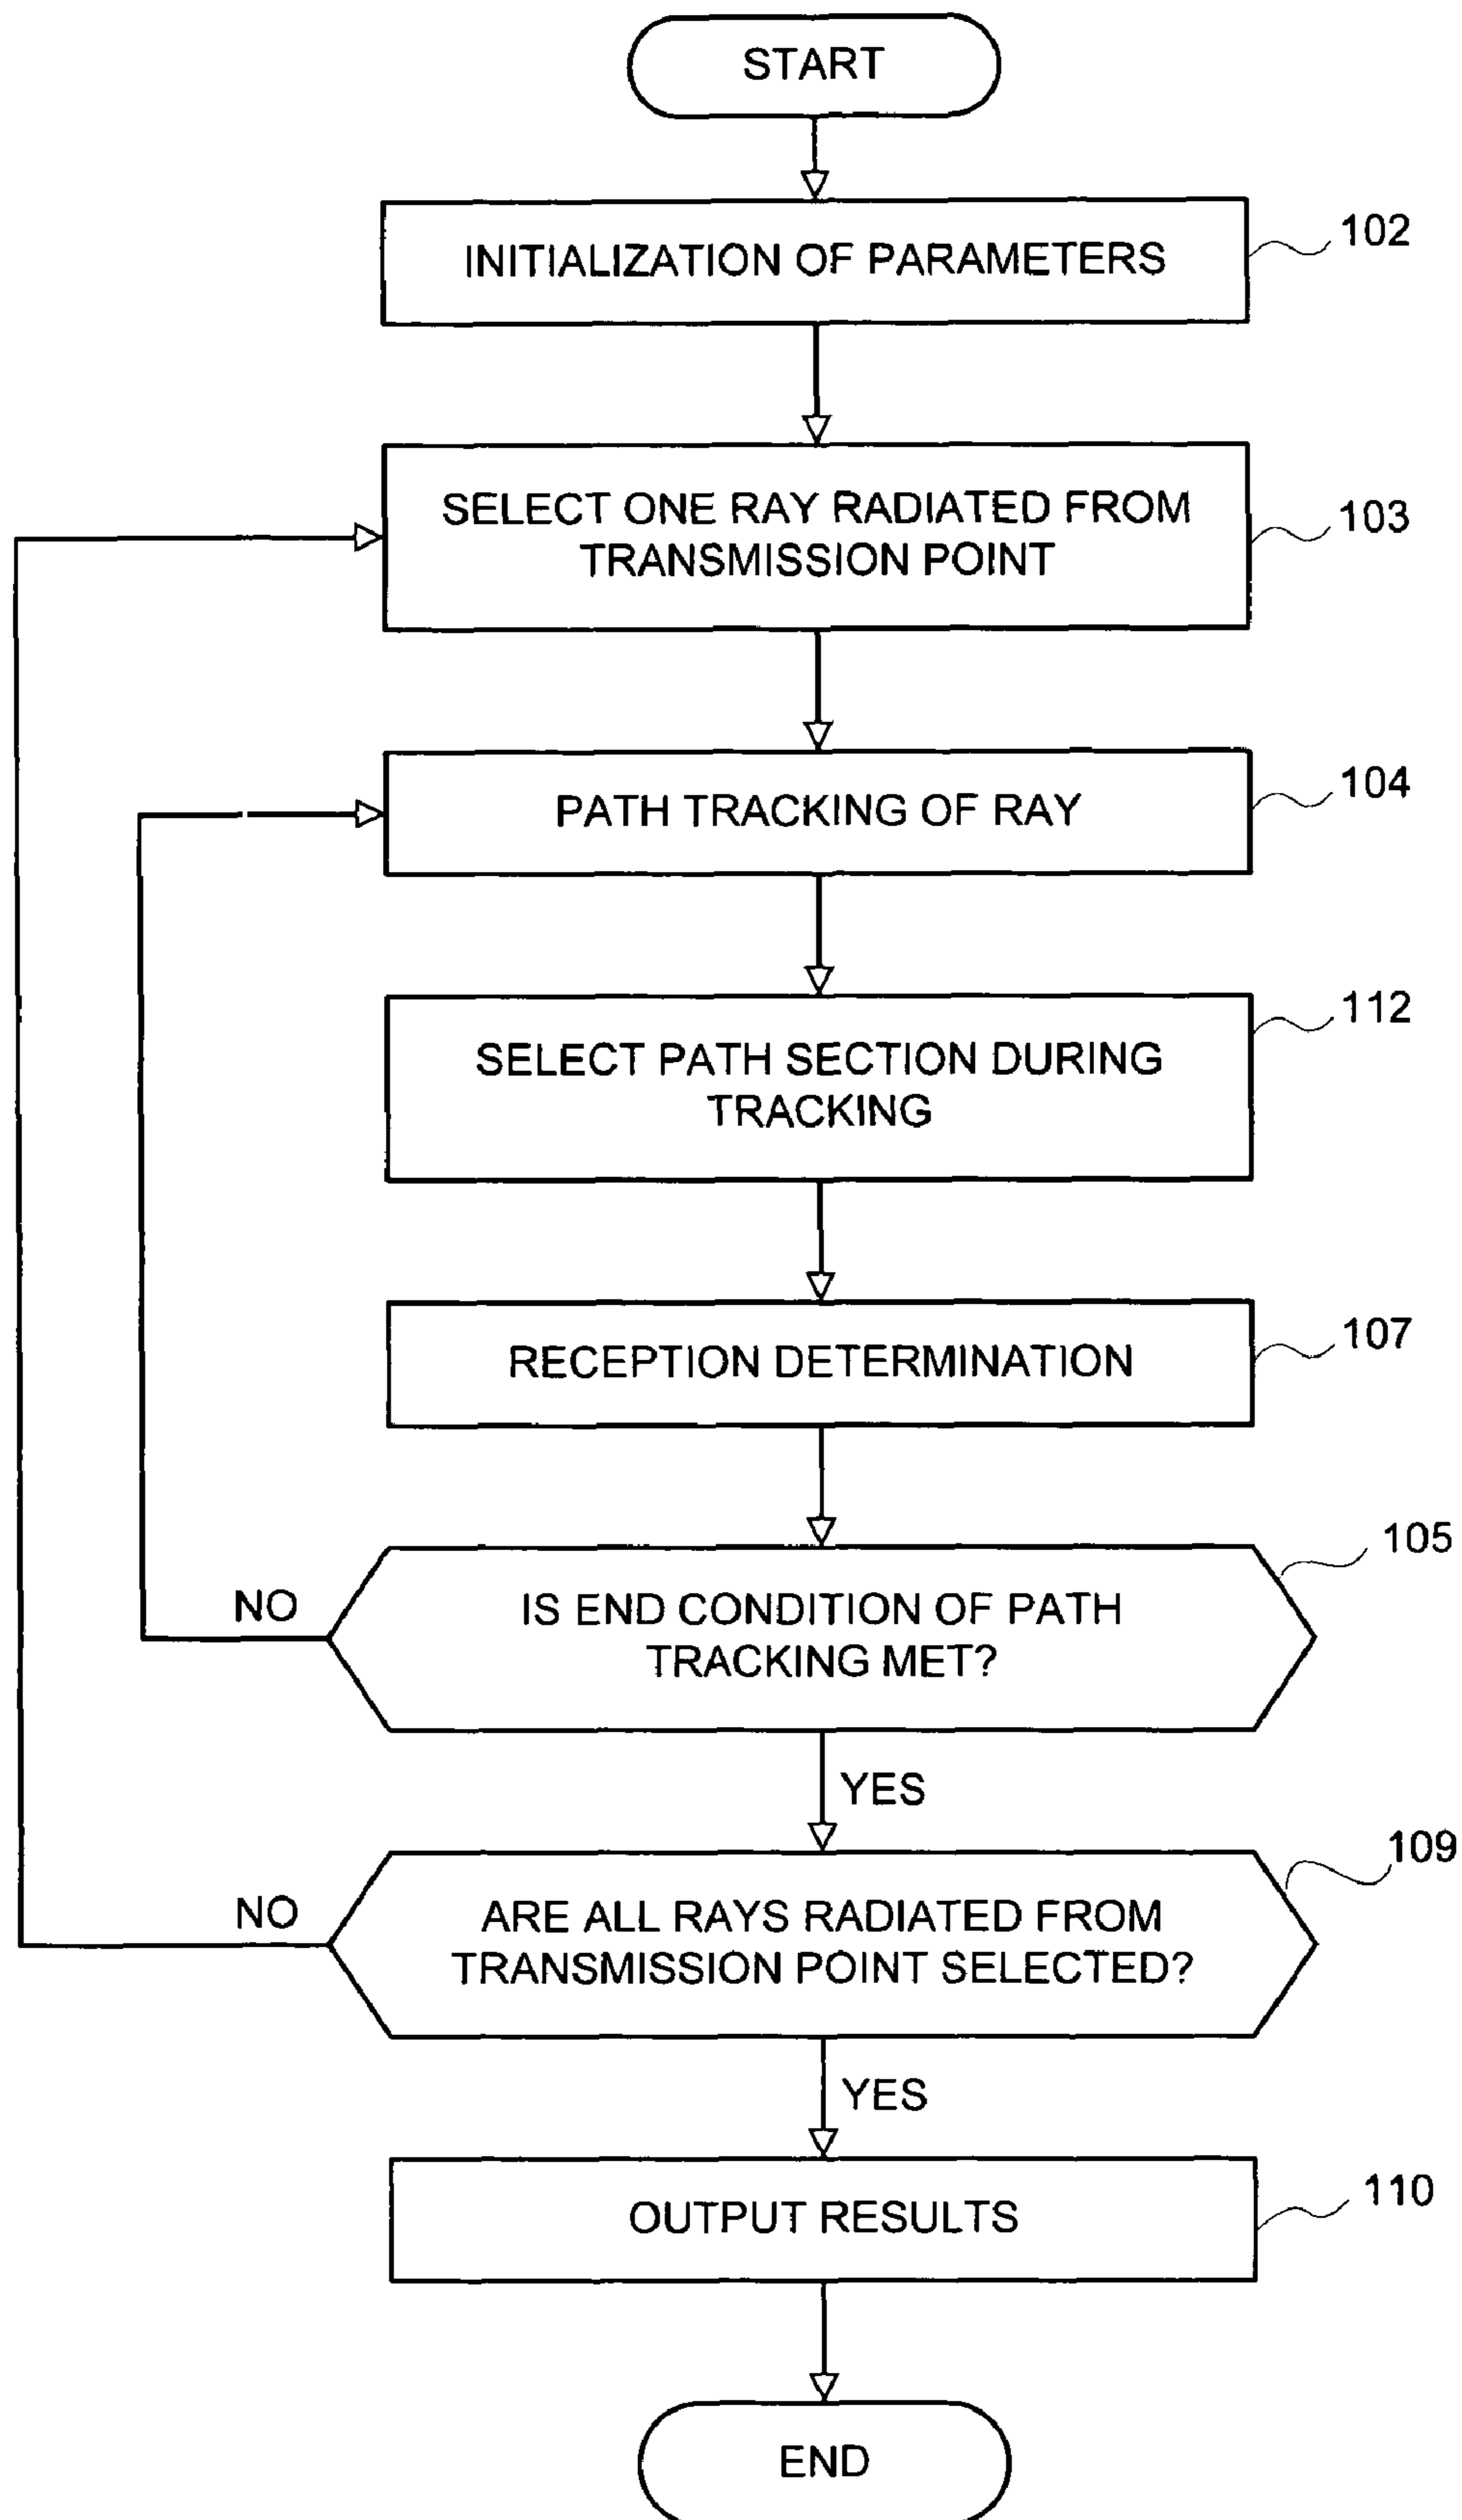 START
INITIALIZATION OF PARAMETERS
102
SELECT ONE RAY RADIATED FROM
TRANSMISSION POINT
103
PATH TRACKING OF RAY
104
SELECT PATH SECTION DURING
TRACKING
112
RECEPTION DETERMINATION
107
IS END CONDITION OF PATH
TRACKING MET?
105
NO
YES
ARE ALL RAYS RADIATED FROM
TRANSMISSION POINT SELECTED?
109
NO
YES
OUTPUT RESULTS
110
END